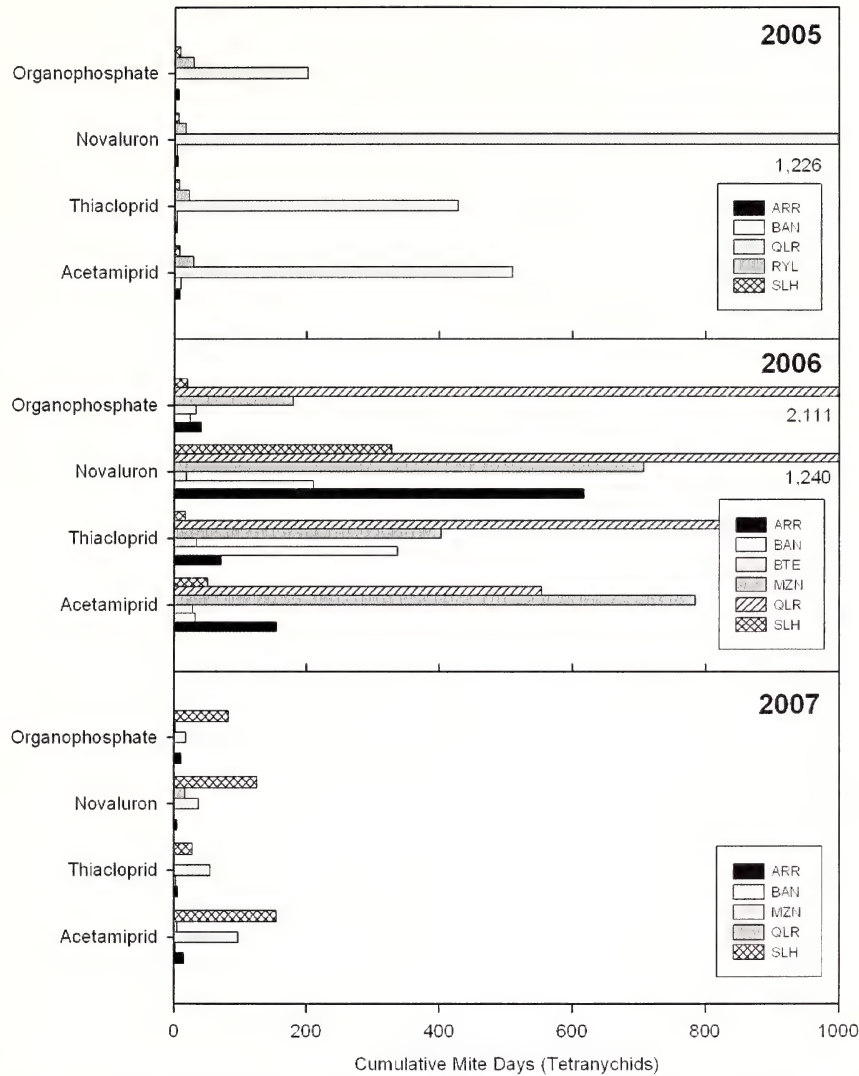 2005
Organophosphate
Novaluron
1,226
Thiacloprid
Acetamiprid
ARR
BAN
QLR
RYL
SLH
2006
Organophosphate
2,111
Novaluron
1,240
Thiacloprid
Acetamiprid
ARR
BAN
BTE
MZN
QLR
SLH
2007
Organophosphate
Novaluron
Thiacloprid
Acetamiprid
ARR
BAN
MZN
QLR
SLH
0 200 400 600 800 1000
Cumulative Mite Days (Tetranychids)